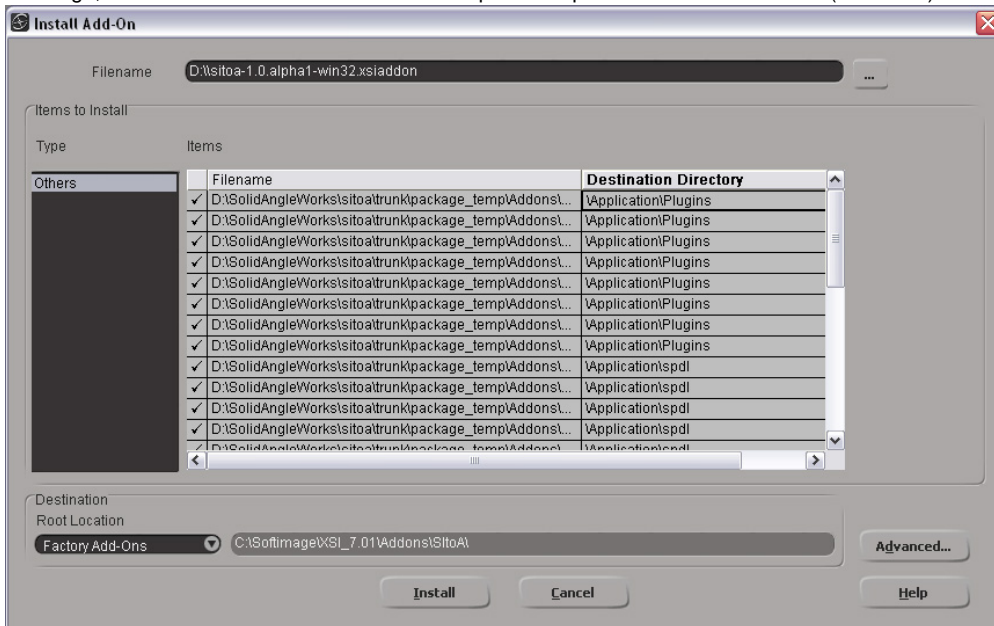 Install Add-On
Filename D:\\sitoa-1.0.alpha1-win32.xsiaddon ...
Items to Install
Type Items
Others Filename Destination Directory
✓ D:\SolidAngleWorks\sitoa\trunk\package_temp\Addons\... \Application\Plugins
✓ D:\SolidAngleWorks\sitoa\trunk\package_temp\Addons\... \Application\Plugins
✓ D:\SolidAngleWorks\sitoa\trunk\package_temp\Addons\... \Application\Plugins
✓ D:\SolidAngleWorks\sitoa\trunk\package_temp\Addons\... \Application\Plugins
✓ D:\SolidAngleWorks\sitoa\trunk\package_temp\Addons\... \Application\Plugins
✓ D:\SolidAngleWorks\sitoa\trunk\package_temp\Addons\... \Application\Plugins
✓ D:\SolidAngleWorks\sitoa\trunk\package_temp\Addons\... \Application\Plugins
✓ D:\SolidAngleWorks\sitoa\trunk\package_temp\Addons\... \Application\Plugins
✓ D:\SolidAngleWorks\sitoa\trunk\package_temp\Addons\... \Application\spdl
✓ D:\SolidAngleWorks\sitoa\trunk\package_temp\Addons\... \Application\spdl
✓ D:\SolidAngleWorks\sitoa\trunk\package_temp\Addons\... \Application\spdl
✓ D:\SolidAngleWorks\sitoa\trunk\package_temp\Addons\... \Application\spdl
✓ D:\SolidAngleWorks\sitoa\trunk\package_temp\Addons\... \Application\spdl
Destination
Root Location
Factory Add-Ons C:\Softimage\XSI_7.01\Addons\SItoA\ Advanced...
Install Cancel Help